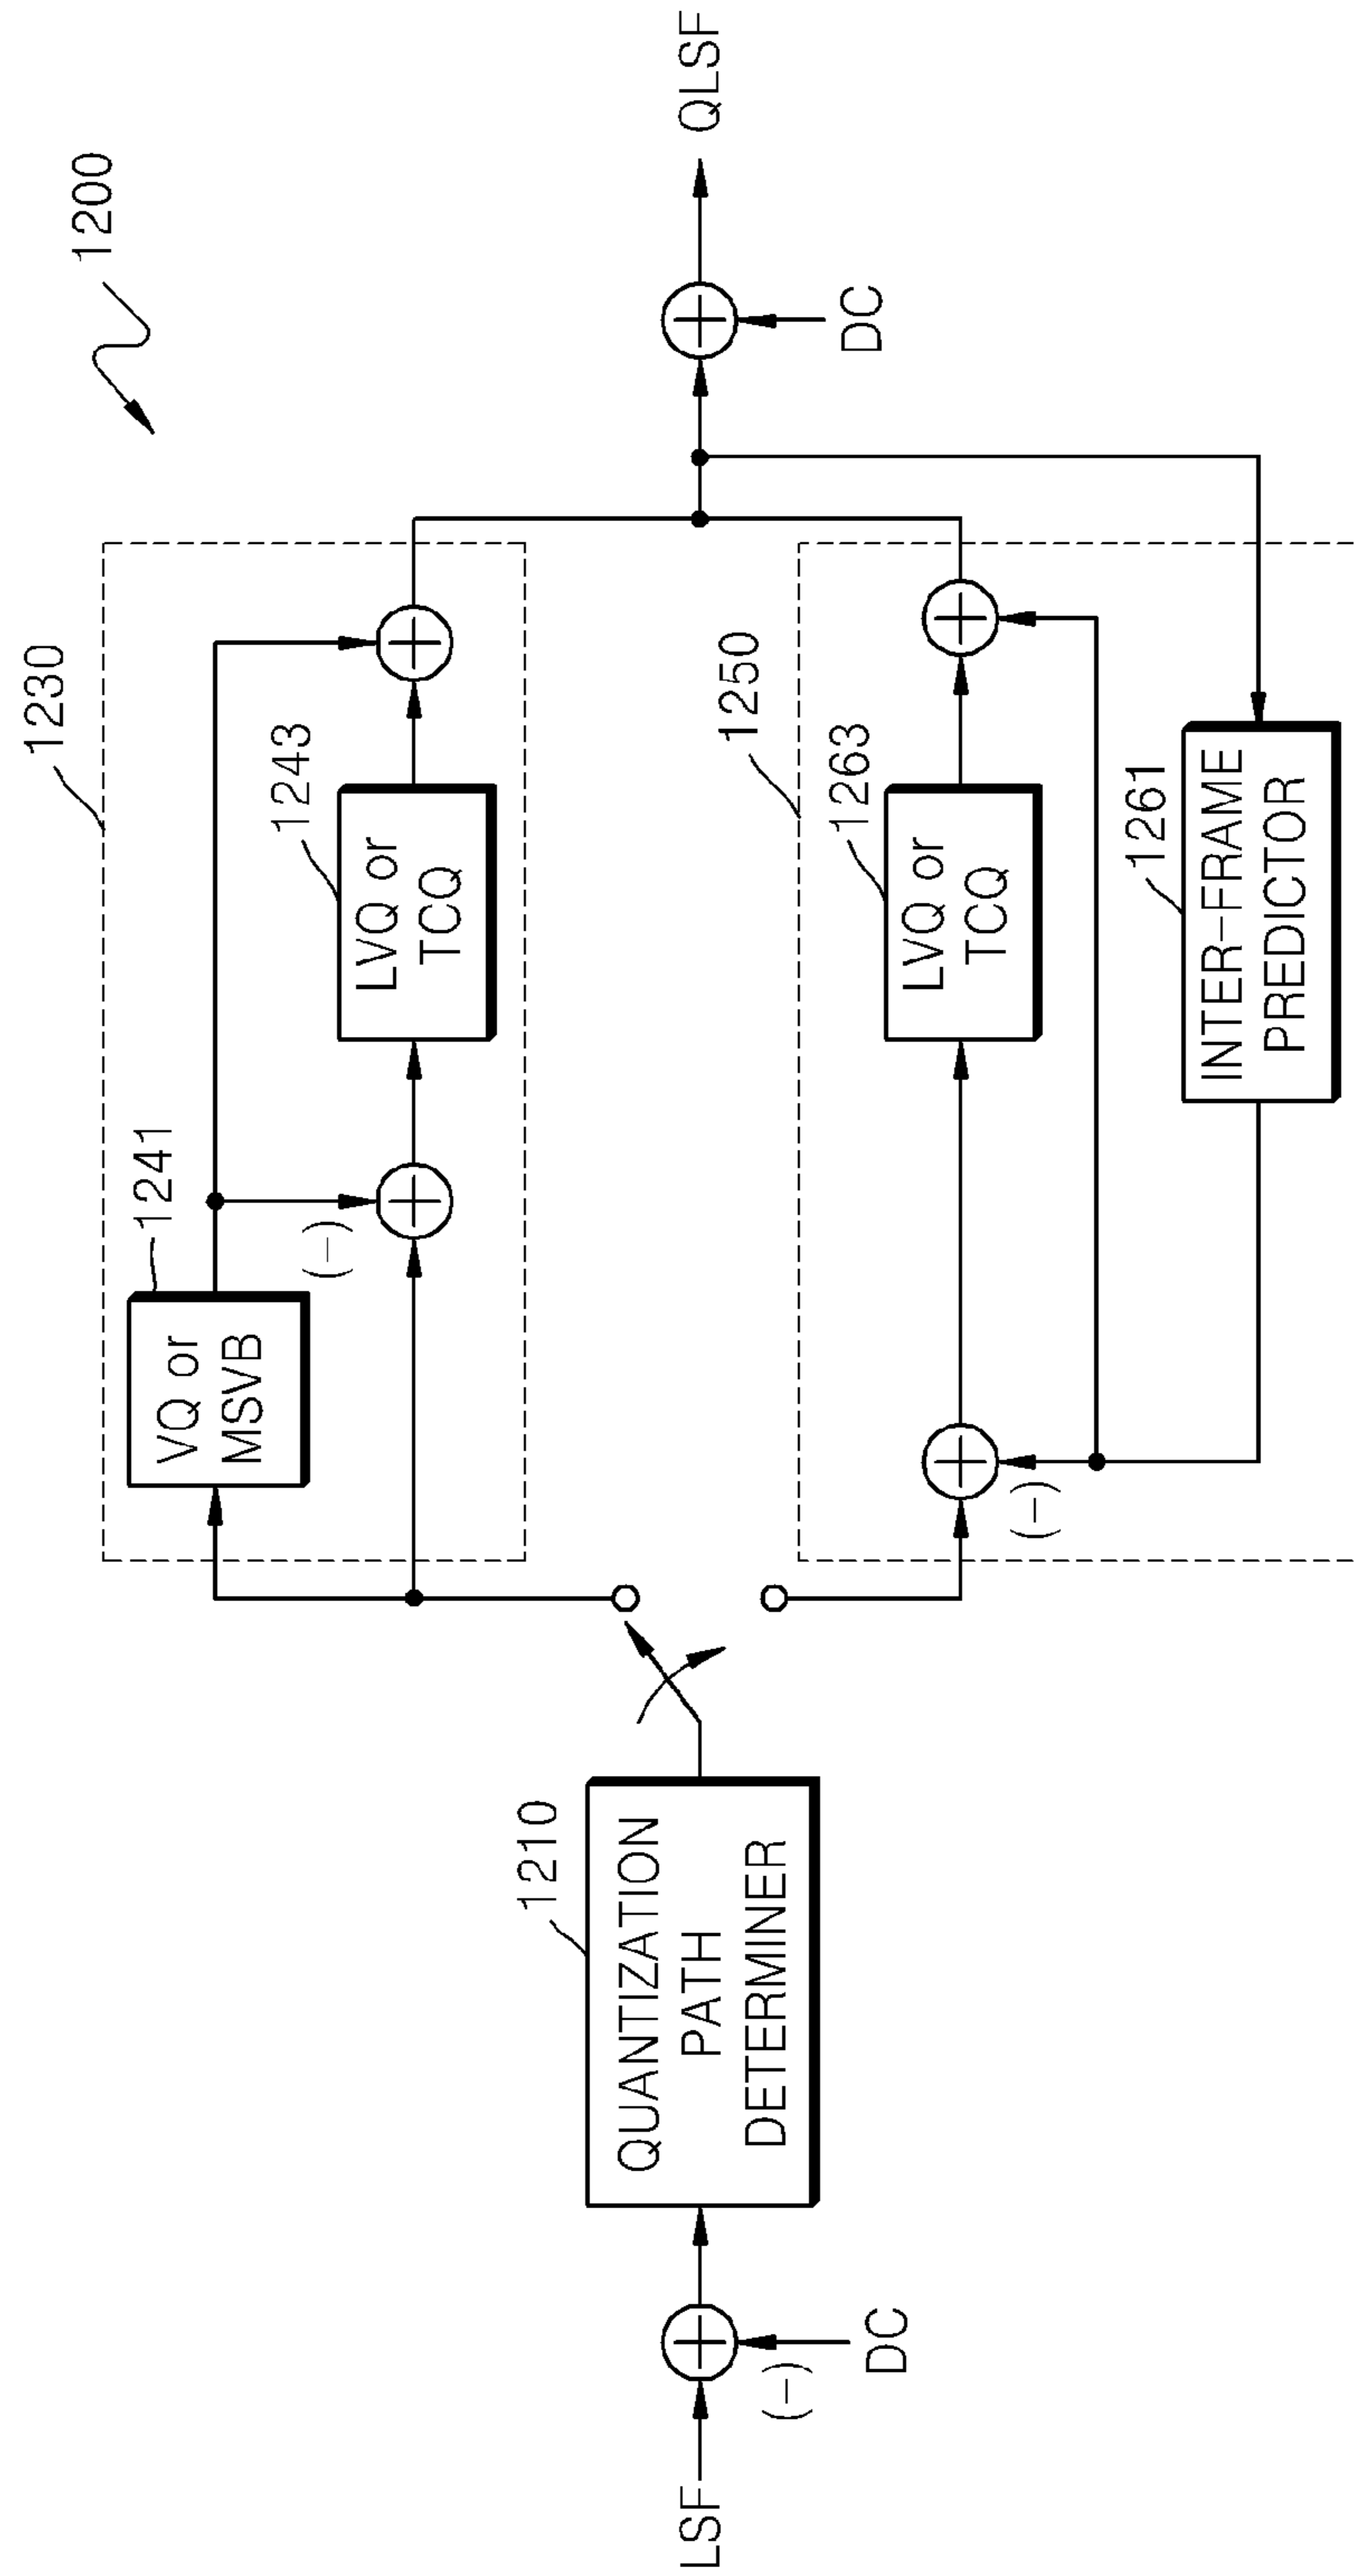 1200
1230
1241
VQ or
MSVB
(-)
1243
LVQ or
TCQ
LSF
(-)
DC
1210
QUANTIZATION
PATH
DETERMINER
DC
QLSF
1250
1263
LVQ or
TCQ
(-)
1261
INTER-FRAME
PREDICTOR